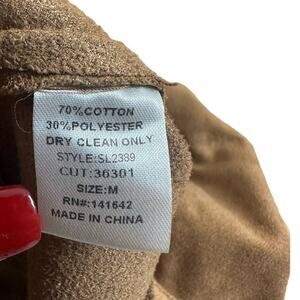 70% COTTON
30% POLYESTER
DRY CLEAN ONLY
STYLE: SL2389
CUT: 36301
SIZE: M
RN#: 141642
MADE IN CHINA